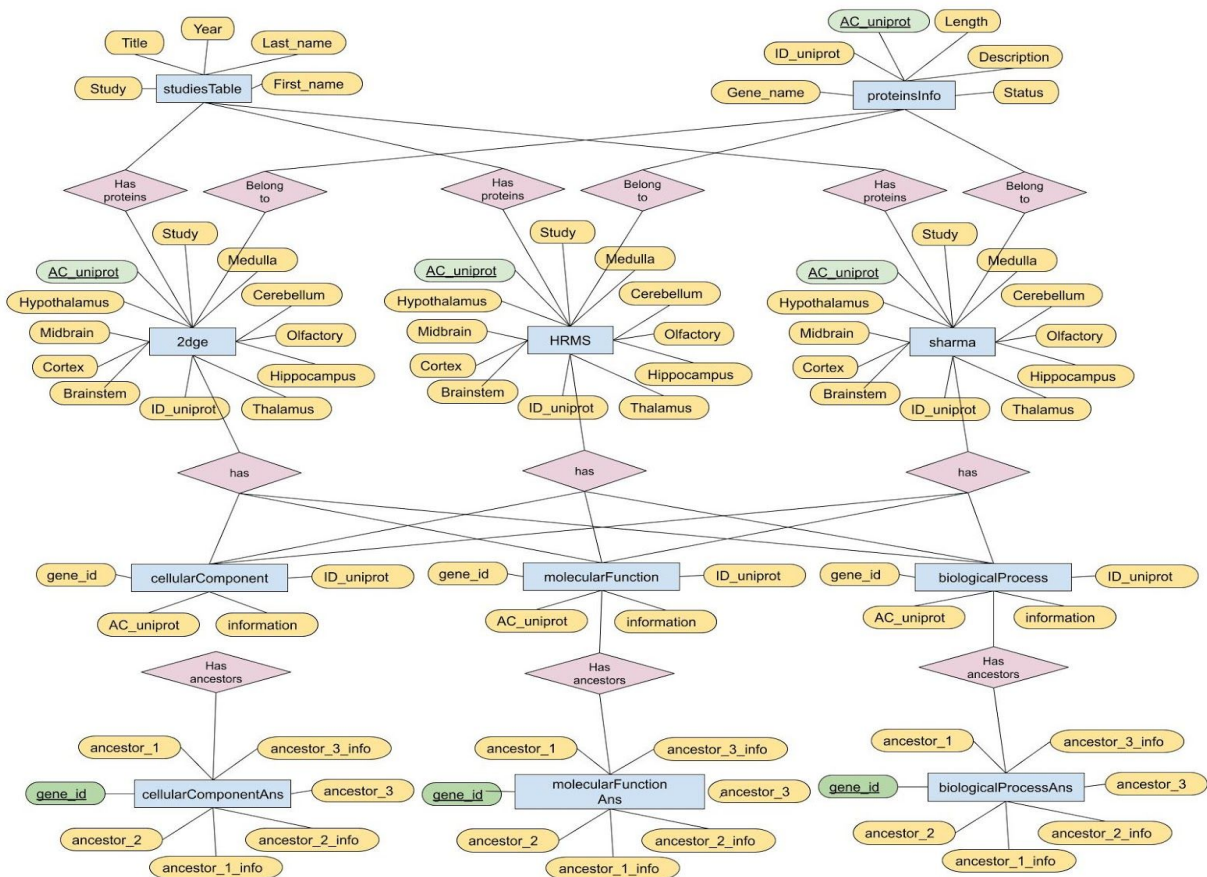 Year
AC_uniprot
Length
Title
Last_name
ID_uniprot
Description
Study
studiesTable
First_name
Gene_name
proteinsInfo
Status
Has
proteins
Belong
to
Has
proteins
Belong
to
Has
proteins
Belong
to
Study
Medulla
AC_uniprot
Hypothalamus
Cerebellum
Midbrain
2dge
Olfactory
Cortex
Hippocampus
Brainstem
ID_uniprot
Thalamus
Study
Medulla
AC_uniprot
Hypothalamus
Cerebellum
Midbrain
HRMS
Olfactory
Cortex
Hippocampus
Brainstem
ID_uniprot
Thalamus
Study
Medulla
AC_uniprot
Hypothalamus
Cerebellum
Midbrain
sharma
Olfactory
Cortex
Hippocampus
Brainstem
ID_uniprot
Thalamus
has
has
has
gene_id
cellularComponent
ID_uniprot
AC_uniprot
information
gene_id
molecularFunction
ID_uniprot
AC_uniprot
information
gene_id
biologicalProcess
ID_uniprot
AC_uniprot
information
Has
ancestors
Has
ancestors
Has
ancestors
ancestor_1
ancestor_3_info
gene_id
cellularComponentAns
ancestor_3
ancestor_2
ancestor_2_info
ancestor_1_info
ancestor_1
ancestor_3_info
gene_id
molecularFunction
Ans
ancestor_3
ancestor_2
ancestor_2_info
ancestor_1_info
ancestor_1
ancestor_3_info
gene_id
biologicalProcessAns
ancestor_3
ancestor_2
ancestor_2_info
ancestor_1_info